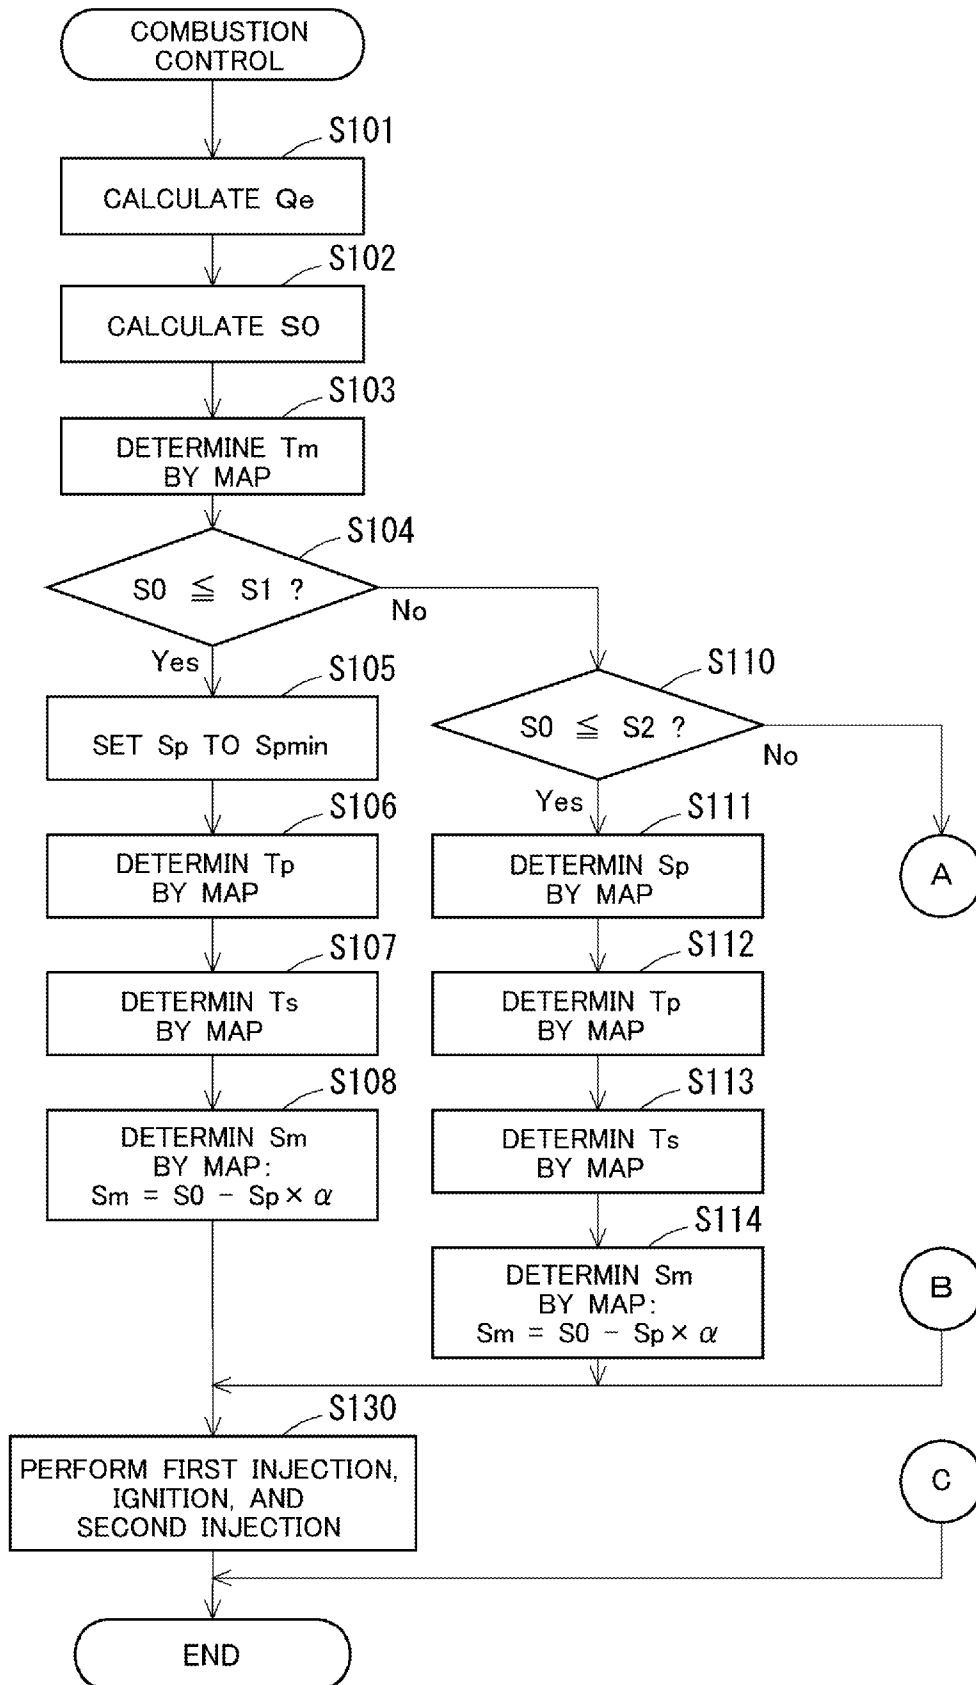 COMBUSTION
CONTROL
S101
CALCULATE Qe
S102
CALCULATE S0
S103
DETERMINE Tm
BY MAP
S104
S0 ≦ S1 ?
No
Yes
S105
SET Sp TO Spmin
S106
DETERMIN Tp
BY MAP
S107
DETERMIN Ts
BY MAP
S108
DETERMIN Sm
BY MAP:
Sm = S0 - Sp × α
S110
S0 ≦ S2 ?
No
Yes
S111
DETERMIN Sp
BY MAP
A
S112
DETERMIN Tp
BY MAP
S113
DETERMIN Ts
BY MAP
S114
DETERMIN Sm
BY MAP:
Sm = S0 - Sp × α
B
S130
PERFORM FIRST INJECTION,
IGNITION, AND
SECOND INJECTION
C
END